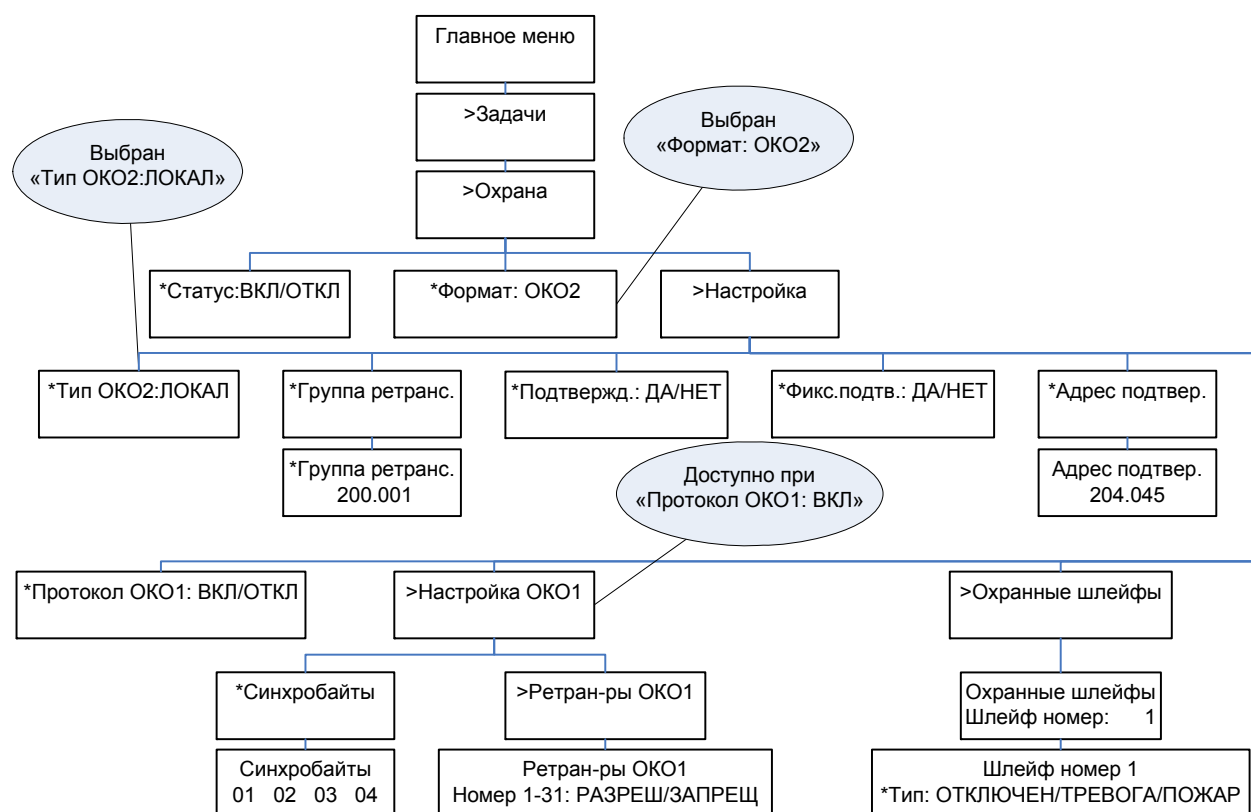 Главное меню
>Задачи
Выбран
«Формат: ОКО2»
Выбран
«Тип ОКО2:ЛОКАЛ»
>Охрана
*Статус:ВКЛ/ОТКЛ
*Формат: ОКО2
>Настройка
*Тип ОКО2:ЛОКАЛ
*Группа ретранс.
*Подтвержд.: ДА/НЕТ
*Фикс.подтв.: ДА/НЕТ
*Адрес подтвер.
*Группа ретранс.
200.001
Адрес подтвер.
204.045
Доступно при
«Протокол ОКО1: ВКЛ»
*Протокол ОКО1: ВКЛ/ОТКЛ
>Настройка ОКО1
>Охранные шлейфы
*Синхробайты
>Ретран-ры ОКО1
Охранные шлейфы
Шлейф номер: 1
Синхробайты
01 02 03 04
Ретран-ры ОКО1
Номер 1-31: РАЗРЕШ/ЗАПРЕЩ
Шлейф номер 1
*Тип: ОТКЛЮЧЕН/ТРЕВОГА/ПОЖАР